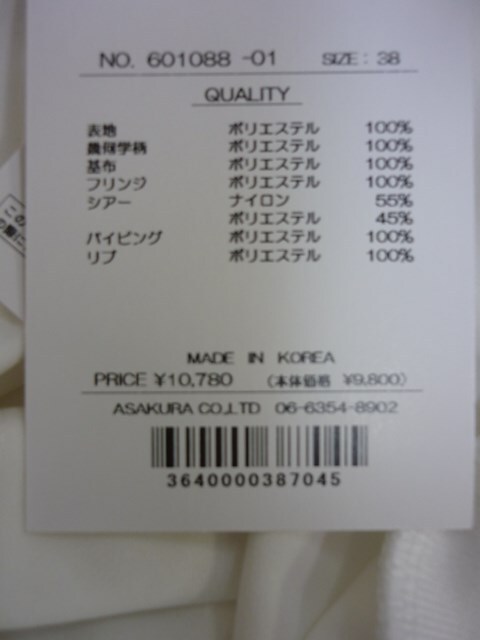 NO. 601088 -01 SIZE : 38
QUALITY
表地 ポリエステル 100%
幾何学柄 ポリエステル 100%
基布 ポリエステル 100%
フリンジ ポリエステル 100%
シアー ナイロン 55%
ポリエステル 45%
パイピング ポリエステル 100%
リブ ポリエステル 100%
MADE IN KOREA
PRICE ¥10,780 (本体価格 ¥9,800)
ASAKURA CO.,LTD 06-6354-8902
3640000387045
この